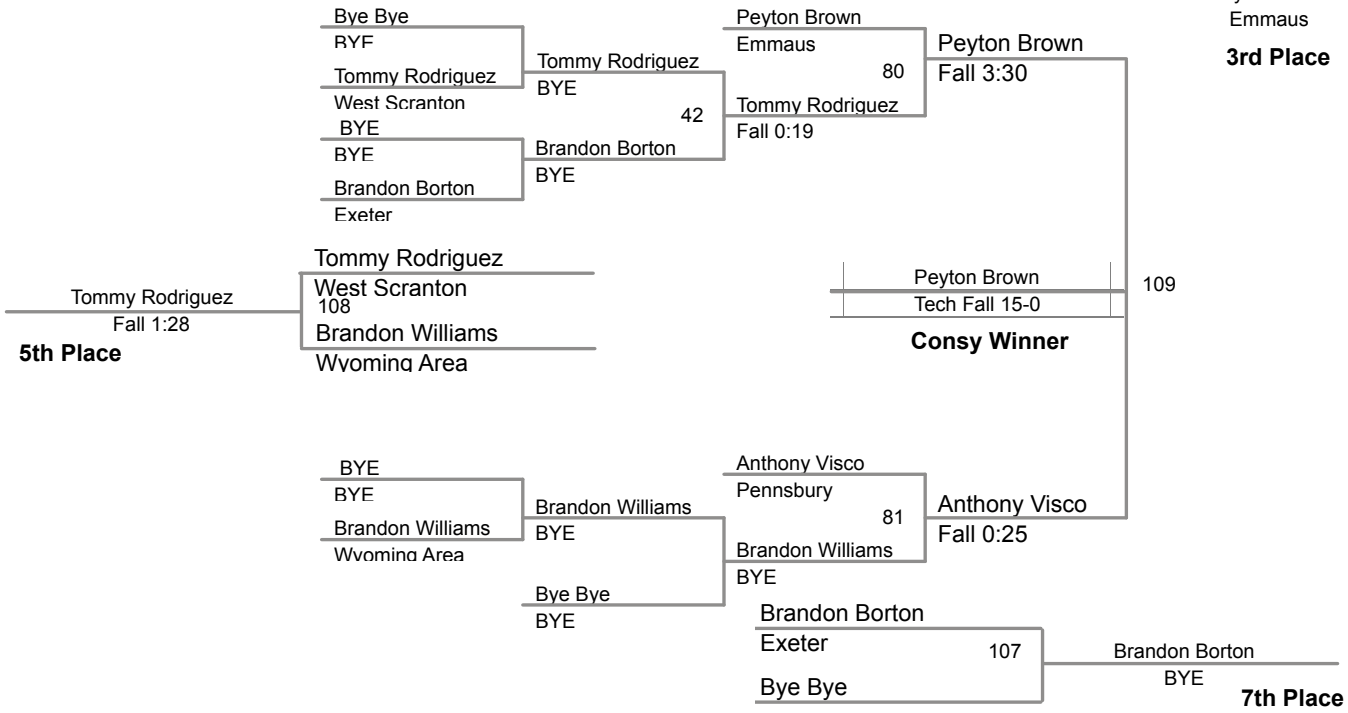 Bye Bye
BYE
Tommy Rodriguez
West Scranton
BYE
BYE
Brandon Borton
Exeter
Tommy Rodriguez
BYE
42
Brandon Borton
BYE
Peyton Brown
Emmaus
80
Tommy Rodriguez
Fall 0:19
Peyton Brown
Fall 3:30
Emmaus
3rd Place
Tommy Rodriguez
West Scranton
108
Brandon Williams
Wyoming Area
Tommy Rodriguez
Fall 1:28
5th Place
Peyton Brown
Tech Fall 15-0
Consy Winner
109
BYE
BYE
Brandon Williams
Wyoming Area
Brandon Williams
BYE
Bye Bye
BYE
Anthony Visco
Pennsbury
81
Brandon Williams
BYE
Anthony Visco
Fall 0:25
Brandon Borton
Exeter
107
Bye Bye
Brandon Borton
BYE
7th Place